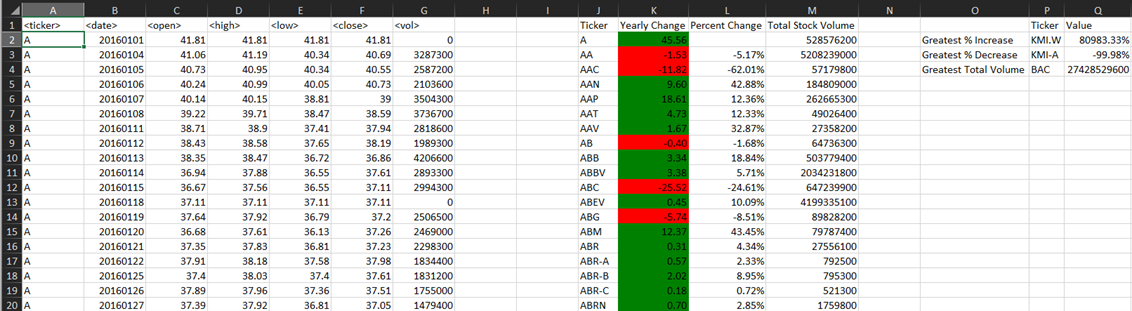 A B C D E F G H I J K L M N O P Q
1 <ticker> <date> <open> <high> <low> <close> <vol> Ticker Yearly Change Percent Change Total Stock Volume Ticker Value
2 A 20160101 41.81 41.81 41.81 41.81 0 A 45.56 528576200 Greatest % Increase KMI.W 80983.33%
3 A 20160104 41.06 41.19 40.34 40.69 3287300 AA -1.53 -5.17% 5208239000 Greatest % Decrease KMI-A -99.98%
4 A 20160105 40.73 40.95 40.34 40.55 2587200 AAC -11.82 -62.01% 57179800 Greatest Total Volume BAC 27428529600
5 A 20160106 40.24 40.99 40.05 40.73 2103600 AAN 9.60 42.88% 184809000
6 A 20160107 40.14 40.15 38.81 39 3504300 AAP 18.61 12.36% 262665300
7 A 20160108 39.22 39.71 38.47 38.59 3736700 AAT 4.73 12.33% 49026400
8 A 20160111 38.71 38.9 37.41 37.94 2818600 AAV 1.67 32.87% 27358200
9 A 20160112 38.43 38.58 37.65 38.19 1989300 AB -0.40 -1.68% 64736300
10 A 20160113 38.35 38.47 36.72 36.86 4206600 ABB 3.34 18.84% 503779400
11 A 20160114 36.94 37.88 36.55 37.61 2893300 ABBV 3.38 5.71% 2034231800
12 A 20160115 36.67 37.56 36.55 37.11 2994300 ABC -25.52 -24.61% 647239900
13 A 20160118 37.11 37.11 37.11 37.11 0 ABEV 0.45 10.09% 4199335100
14 A 20160119 37.64 37.92 36.79 37.2 2506500 ABG -5.74 -8.51% 89828200
15 A 20160120 36.68 37.61 36.13 37.26 2469000 ABM 12.37 43.45% 79787400
16 A 20160121 37.35 37.83 36.81 37.23 2298300 ABR 0.31 4.34% 27556100
17 A 20160122 37.91 38.18 37.58 37.98 1834400 ABR-A 0.57 2.33% 792500
18 A 20160125 37.4 38.03 37.4 37.61 1831200 ABR-B 2.02 8.95% 795300
19 A 20160126 37.89 37.96 37.36 37.51 1755000 ABR-C 0.18 0.72% 521300
20 A 20160127 37.39 37.92 36.81 37.05 1479400 ABRN 0.70 2.85% 1759800